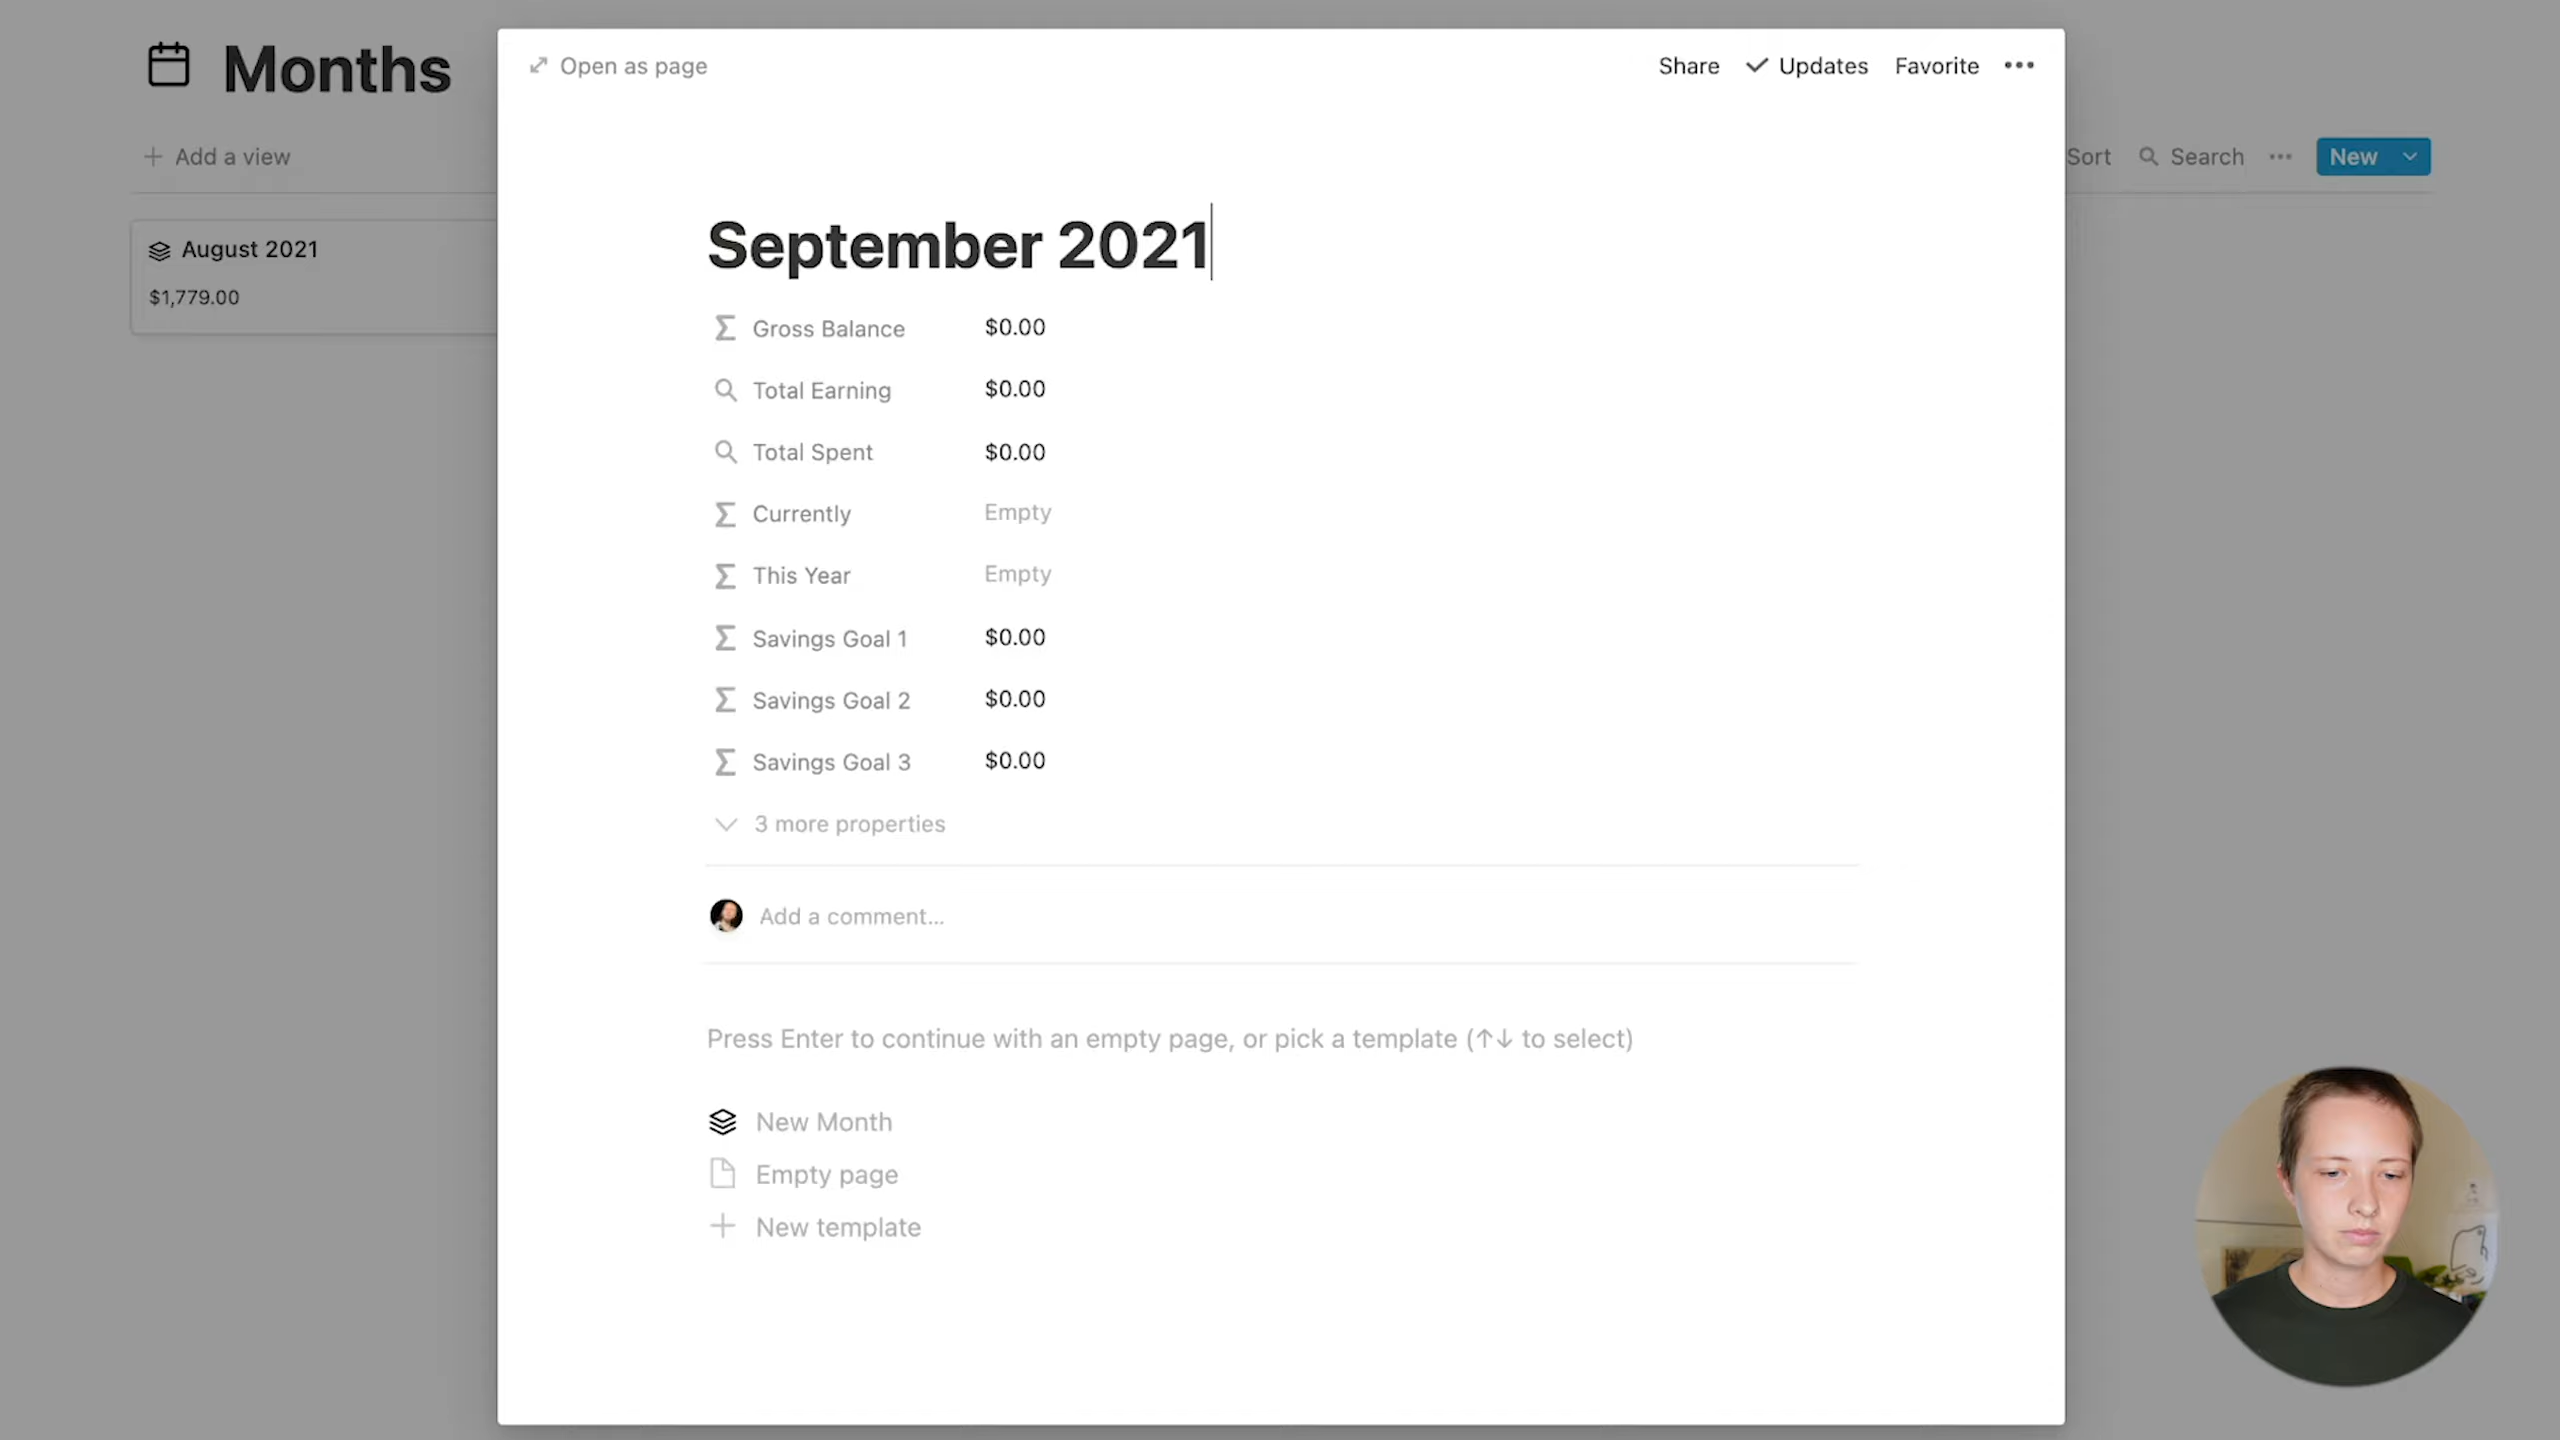 Months
Add a view
August 2021
$1,779.00
Open as page
Share
Updates
Favorite
September 2021
Gross Balance $0.00
Total Earning $0.00
Total Spent $0.00
Currently Empty
This Year Empty
Savings Goal 1 $0.00
Savings Goal 2 $0.00
Savings Goal 3 $0.00
3 more properties
Add a comment...
Press Enter to continue with an empty page, or pick a template (↑↓ to select)
New Month
Empty page
New template
Sort
Search
New